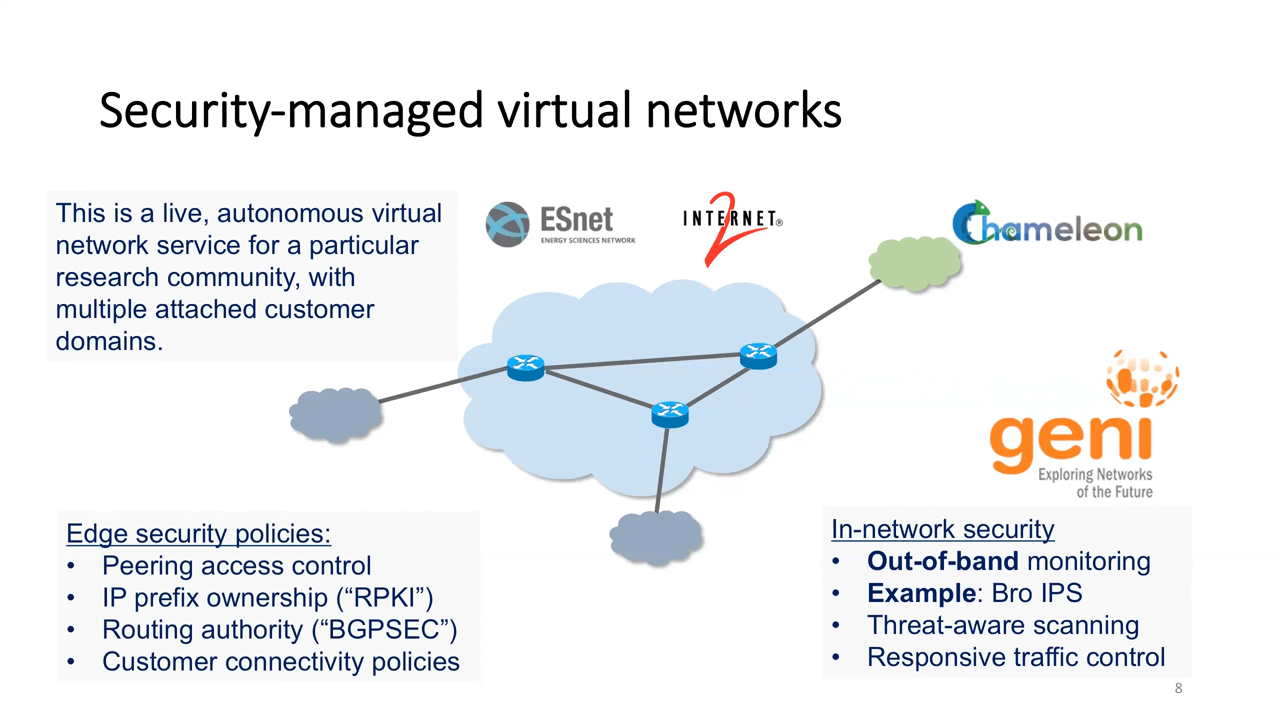 Security-managed virtual networks
This is a live, autonomous virtual
network service for a particular
research community, with
multiple attached customer
domains.
ESnet
ENERGY SCIENCES NETWORK
INTERNET®
2
Chameleon
geni
Exploring Networks
of the Future
Edge security policies:
• Peering access control
• IP prefix ownership (“RPKI”)
• Routing authority (“BGPSEC”)
• Customer connectivity policies
In-network security
• Out-of-band monitoring
• Example: Bro IPS
• Threat-aware scanning
• Responsive traffic control
8